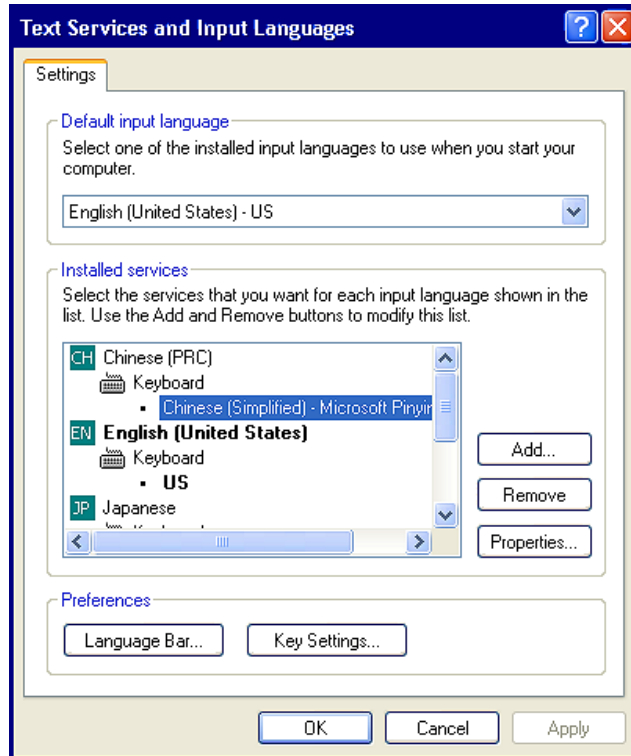 Text Services and Input Languages
Settings
Default input language
Select one of the installed input languages to use when you start your
computer.
English (United States) - US
Installed services
Select the services that you want for each input language shown in the
list. Use the Add and Remove buttons to modify this list.
CH Chinese (PRC)
Keyboard
Chinese (Simplified) - Microsoft Pinyin
EN English (United States)
Keyboard
US
JP Japanese
Add...
Remove
Properties...
Preferences
Language Bar...
Key Settings...
OK
Cancel
Apply